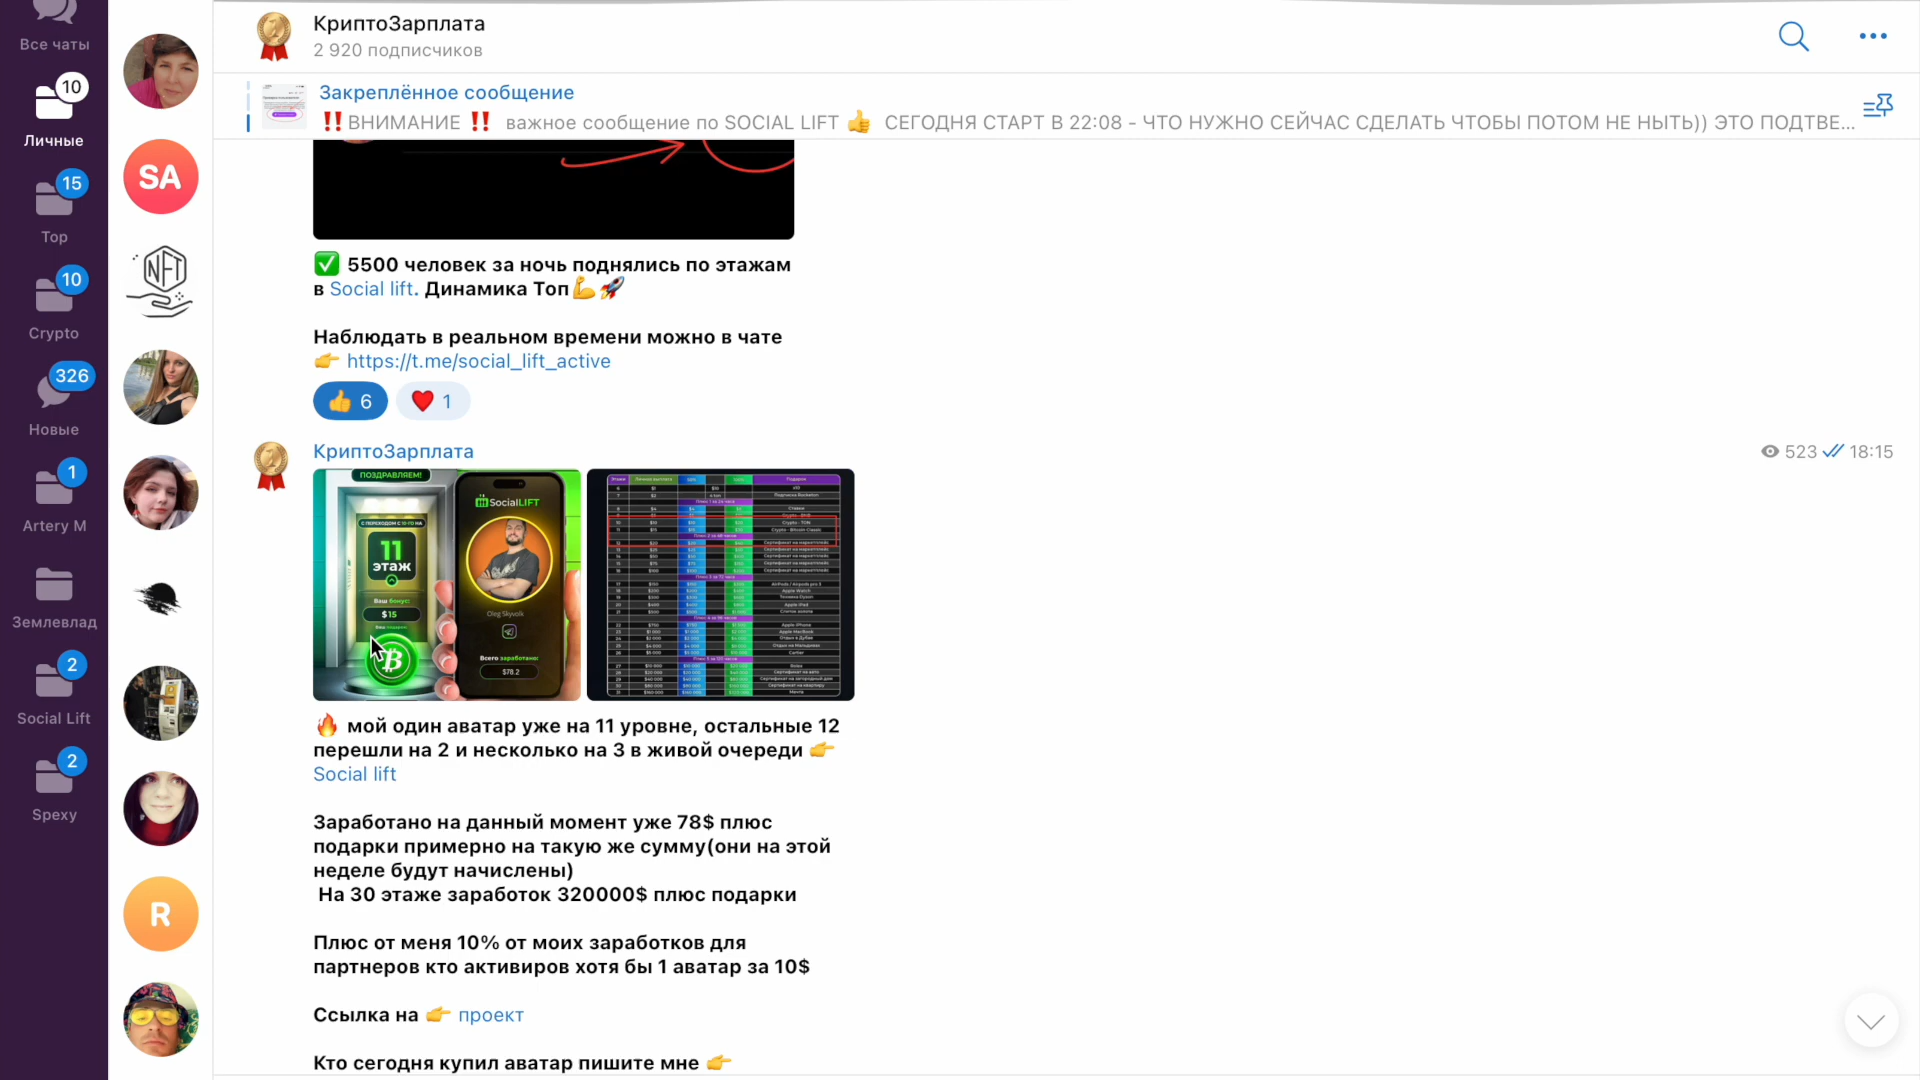 Все чаты
10
Личные
15
Top
10
Crypto
326
Новые
1
Artery M
Землевлад
2
Social Lift
2
Spexy
SA
NFT
R
КриптоЗарплата
2 920 подписчиков
Закреплённое сообщение
‼️ВНИМАНИЕ ‼️ важное сообщение по SOCIAL LIFT 👍 СЕГОДНЯ СТАРТ В 22:08 - ЧТО НУЖНО СЕЙЧАС СДЕЛАТЬ ЧТОБЫ ПОТОМ НЕ НЫТЬ)) ЭТО ПОДТВЕ...
✅ 5500 человек за ночь поднялись по этажам
в Social lift. Динамика Топ💪🚀
Наблюдать в реальном времени можно в чате
👉 https://t.me/social_lift_active
👍 6 ❤️ 1
КриптоЗарплата
523 18:15
ПОЗДРАВЛЯЕМ!
С ПЕРЕХОДОМ С 10-ГО НА
11
этаж
Ваш бонус:
$15
SocialLIFT
Oleg Skyvolk
Всего заработано:
$78.2
🔥 мой один аватар уже на 11 уровне, остальные 12
перешли на 2 и несколько на 3 в живой очереди 👉
Social lift
Заработано на данный момент уже 78$ плюс
подарки примерно на такую же сумму(они на этой
неделе будут начислены)
На 30 этаже заработок 320000$ плюс подарки
Плюс от меня 10% от моих заработков для
партнеров кто активиров хотя бы 1 аватар за 10$
Ссылка на 👉 проект
Кто сегодня купил аватар пишите мне 👉